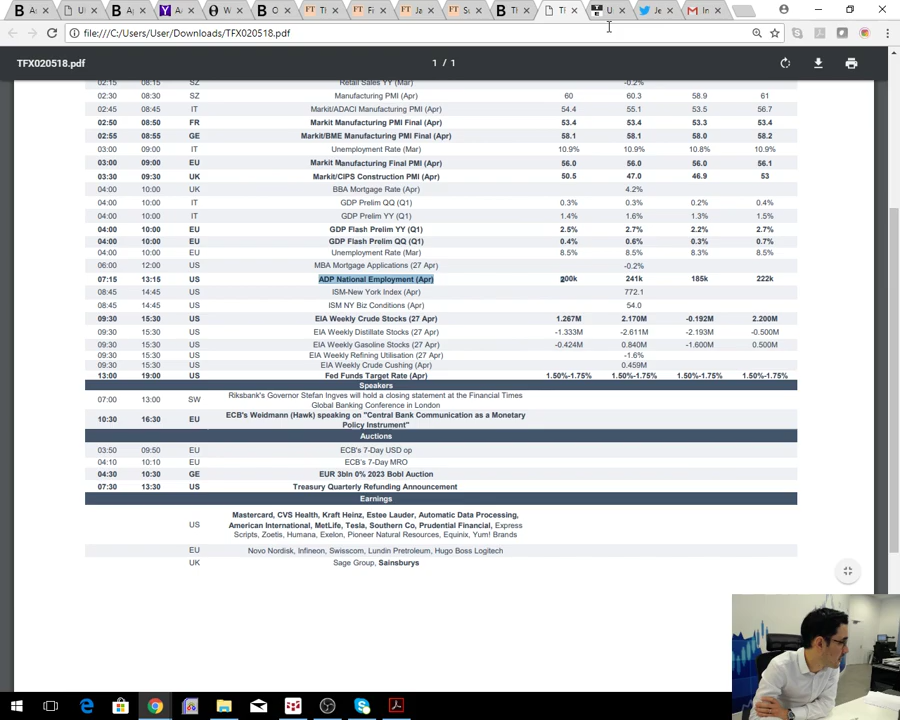 B A
U
B A
Y A
W
B O
FT T
FT Fi
FT Ja
FT S
B T
T
U
Je
M In
file:///C:/Users/User/Downloads/TFX020518.pdf
TFX020518.pdf
1 / 1
02:15 08:15 SZ Retail Sales YY (Mar) -0.2%
02:30 08:30 SZ Manufacturing PMI (Apr) 60 60.3 58.9 61
02:45 08:45 IT Markit/ADACI Manufacturing PMI (Apr) 54.4 55.1 53.5 56.7
02:50 08:50 FR Markit Manufacturing PMI Final (Apr) 53.4 53.4 53.3 53.4
02:55 08:55 GE Markit/BME Manufacturing PMI Final (Apr) 58.1 58.1 58.0 58.2
03:00 09:00 IT Unemployment Rate (Mar) 10.9% 10.9% 10.8% 10.9%
03:00 09:00 EU Markit Manufacturing Final PMI (Apr) 56.0 56.0 56.0 56.1
03:30 09:30 UK Markit/CIPS Construction PMI (Apr) 50.5 47.0 46.9 53
04:00 10:00 UK BBA Mortgage Rate (Apr) 4.2%
04:00 10:00 IT GDP Prelim QQ (Q1) 0.3% 0.3% 0.2% 0.4%
04:00 10:00 IT GDP Prelim YY (Q1) 1.4% 1.6% 1.3% 1.5%
04:00 10:00 EU GDP Flash Prelim YY (Q1) 2.5% 2.7% 2.2% 2.7%
04:00 10:00 EU GDP Flash Prelim QQ (Q1) 0.4% 0.6% 0.3% 0.7%
04:00 10:00 EU Unemployment Rate (Mar) 8.5% 8.5% 8.3% 8.5%
06:00 12:00 US MBA Mortgage Applications (27 Apr) -0.2%
07:15 13:15 US ADP National Employment (Apr) 200k 241k 185k 222k
08:45 14:45 US ISM-New York Index (Apr) 772.1
08:45 14:45 US ISM NY Biz Conditions (Apr) 54.0
09:30 15:30 US EIA Weekly Crude Stocks (27 Apr) 1.267M 2.170M -0.192M 2.200M
09:30 15:30 US EIA Weekly Distillate Stocks (27 Apr) -1.333M -2.611M -2.193M -0.500M
09:30 15:30 US EIA Weekly Gasoline Stocks (27 Apr) -0.424M 0.840M -1.600M 0.500M
09:30 15:30 US EIA Weekly Refining Utilisation (27 Apr) -1.6%
09:30 15:30 US EIA Weekly Crude Cushing (Apr) 0.459M
13:00 19:00 US Fed Funds Target Rate (Apr) 1.50%-1.75% 1.50%-1.75% 1.50%-1.75% 1.50%-1.75%
Speakers
07:00 13:00 SW Riksbank's Governor Stefan Ingves will hold a closing statement at the Financial Times
Global Banking Conference in London
10:30 16:30 EU ECB's Weidmann (Hawk) speaking on "Central Bank Communication as a Monetary
Policy Instrument"
Auctions
03:50 09:50 EU ECB's 7-Day USD op
04:10 10:10 EU ECB's 7-Day MRO
04:30 10:30 GE EUR 3bln 0% 2023 Bobl Auction
07:30 13:30 US Treasury Quarterly Refunding Announcement
Earnings
US Mastercard, CVS Health, Kraft Heinz, Estee Lauder, Automatic Data Processing,
American International, MetLife, Tesla, Southern Co, Prudential Financial, Express
Scripts, Zoetis, Humana, Exelon, Pioneer Natural Resources, Equinix, Yum! Brands
EU Novo Nordisk, Infineon, Swisscom, Lundin Pretroleum, Hugo Boss Logitech
UK Sage Group, Sainsburys